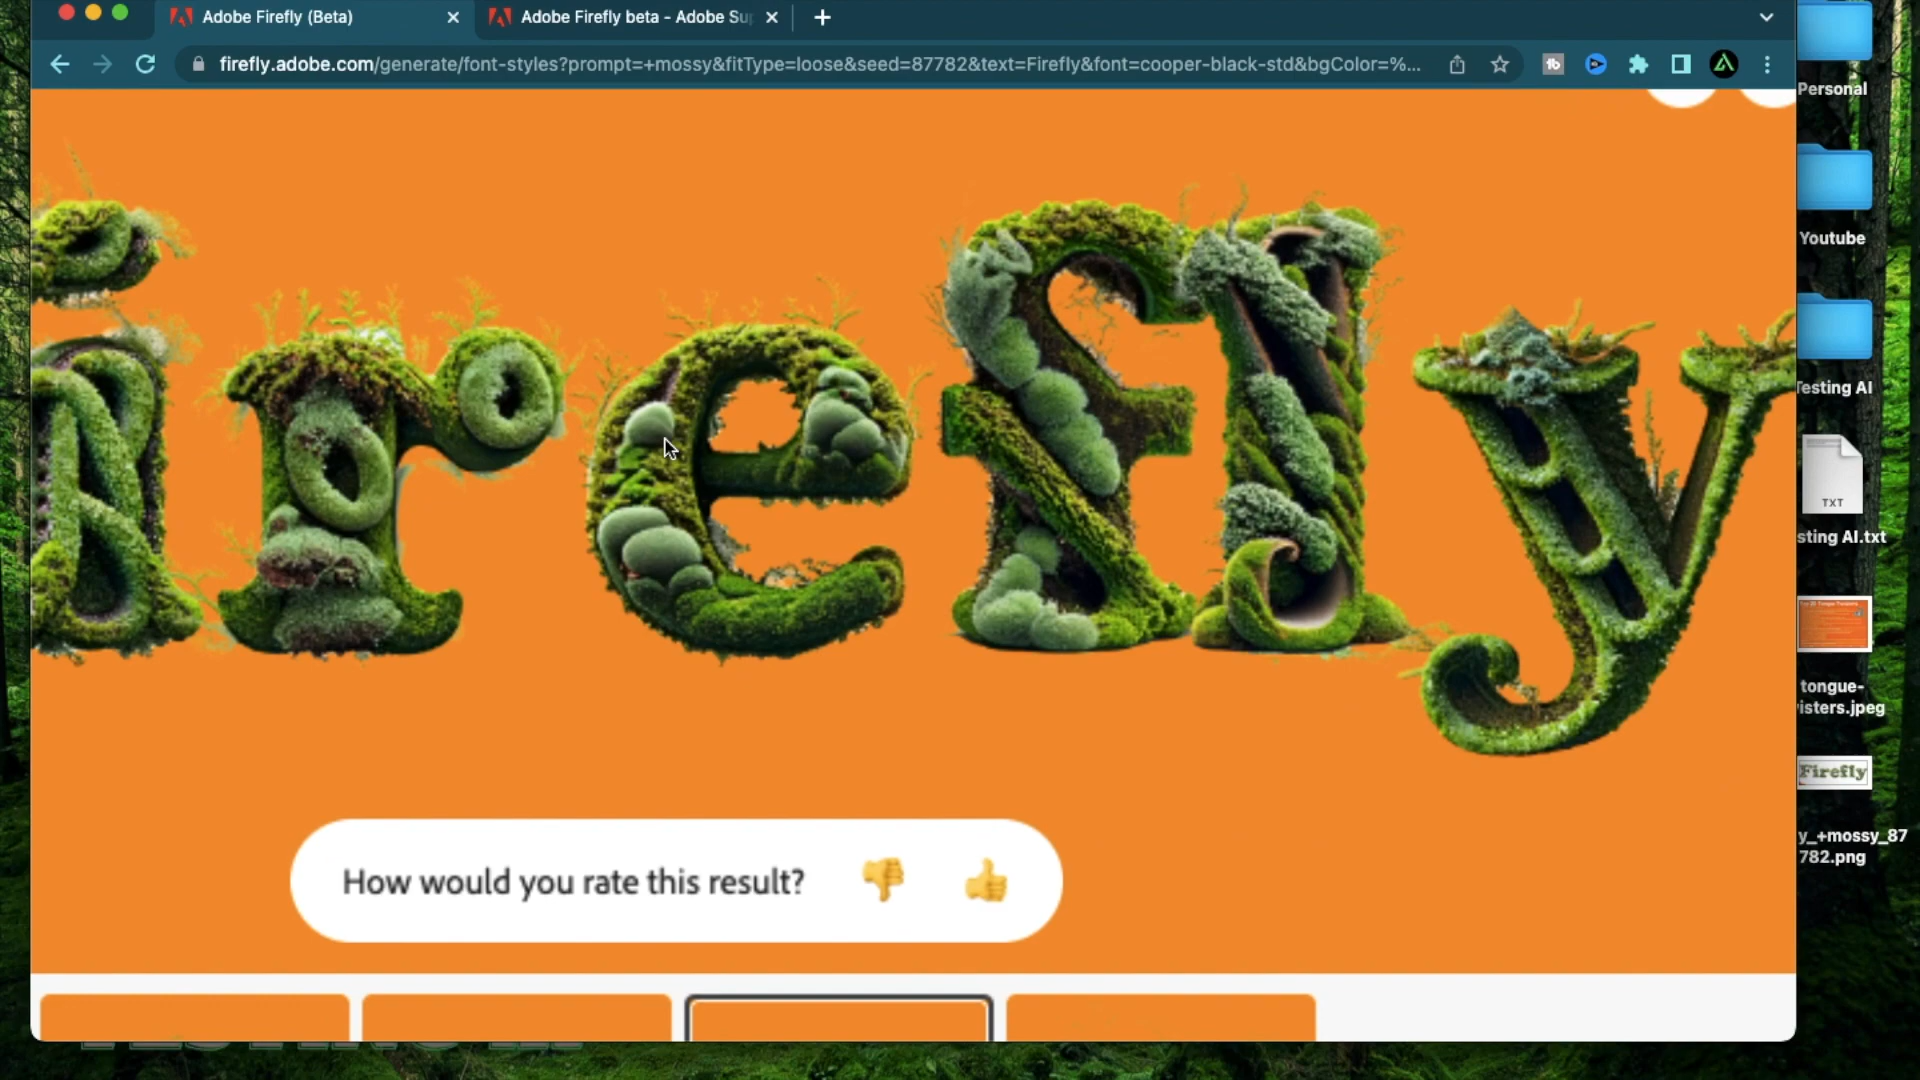 Adobe Firefly (Beta)
Adobe Firefly beta - Adobe Su
firefly.adobe.com/generate/font-styles?prompt=+mossy&fitType=loose&seed=87782&text=Firefly&font=cooper-black-std&bgColor=%...
tb
Personal
Youtube
Testing AI
TXT
sting AI.txt
tongue-
isters.jpeg
Firefly
y_+mossy_87
782.png
irefly
How would you rate this result?